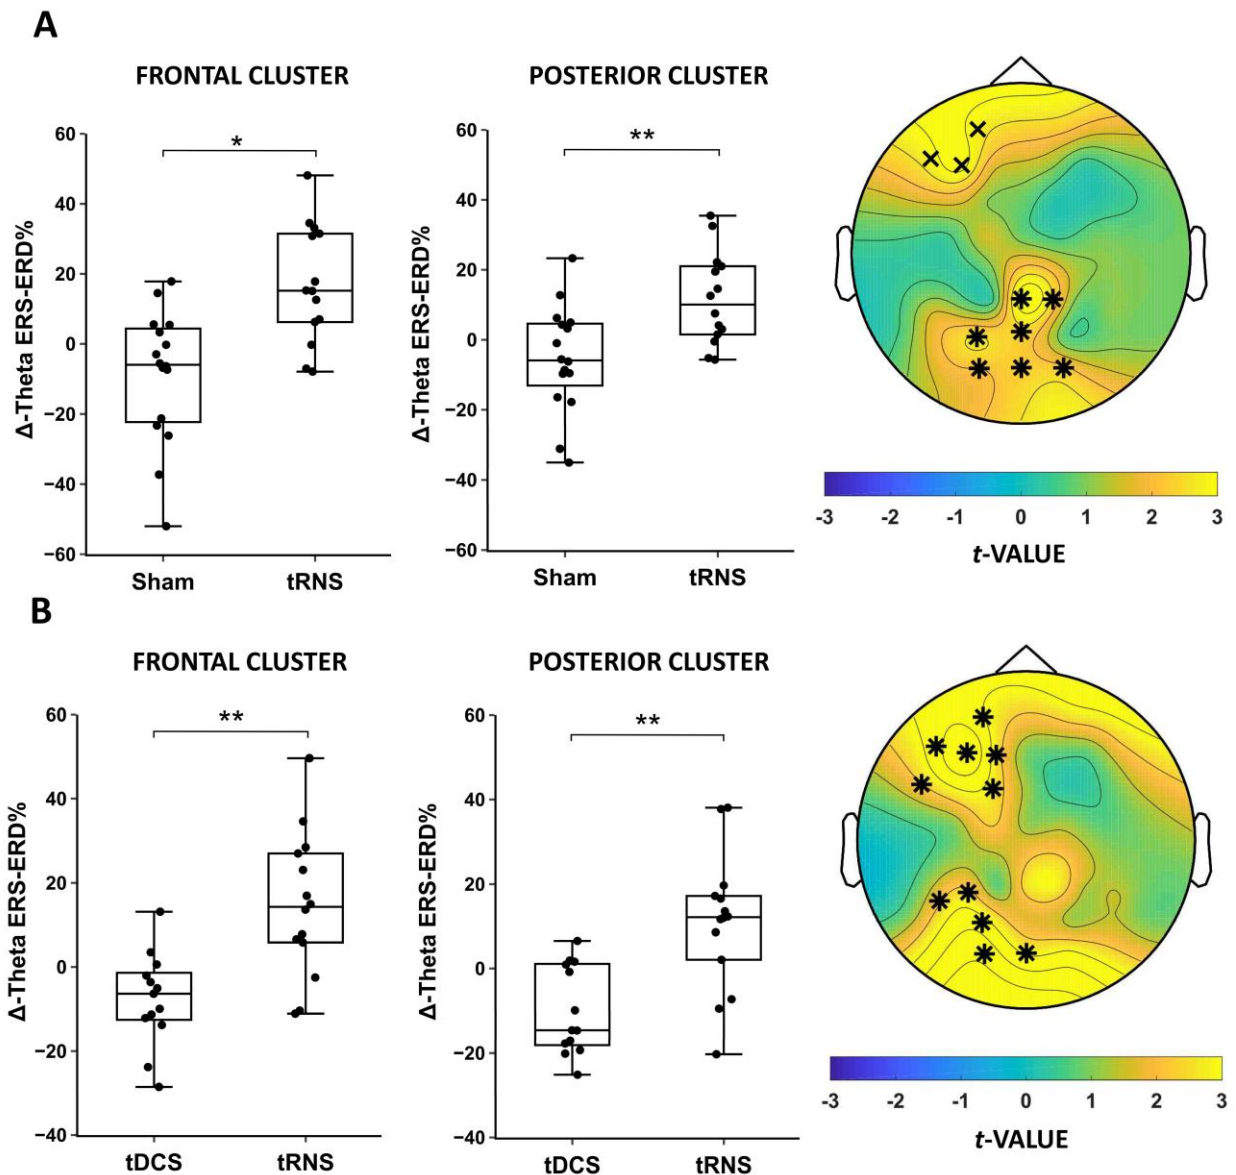 A
FRONTAL CLUSTER
POSTERIOR CLUSTER
Δ-Theta ERS-ERD%
60
40
20
0
−20
−40
−60
*
Sham
tRNS
Δ-Theta ERS-ERD%
60
40
20
0
−20
−40
−60
**
Sham
tRNS
-3 -2 -1 0 1 2 3
t-VALUE
B
FRONTAL CLUSTER
POSTERIOR CLUSTER
Δ-Theta ERS-ERD%
60
40
20
0
−20
−40
**
tDCS
tRNS
Δ-Theta ERS-ERD%
60
40
20
0
−20
−40
**
tDCS
tRNS
-3 -2 -1 0 1 2 3
t-VALUE